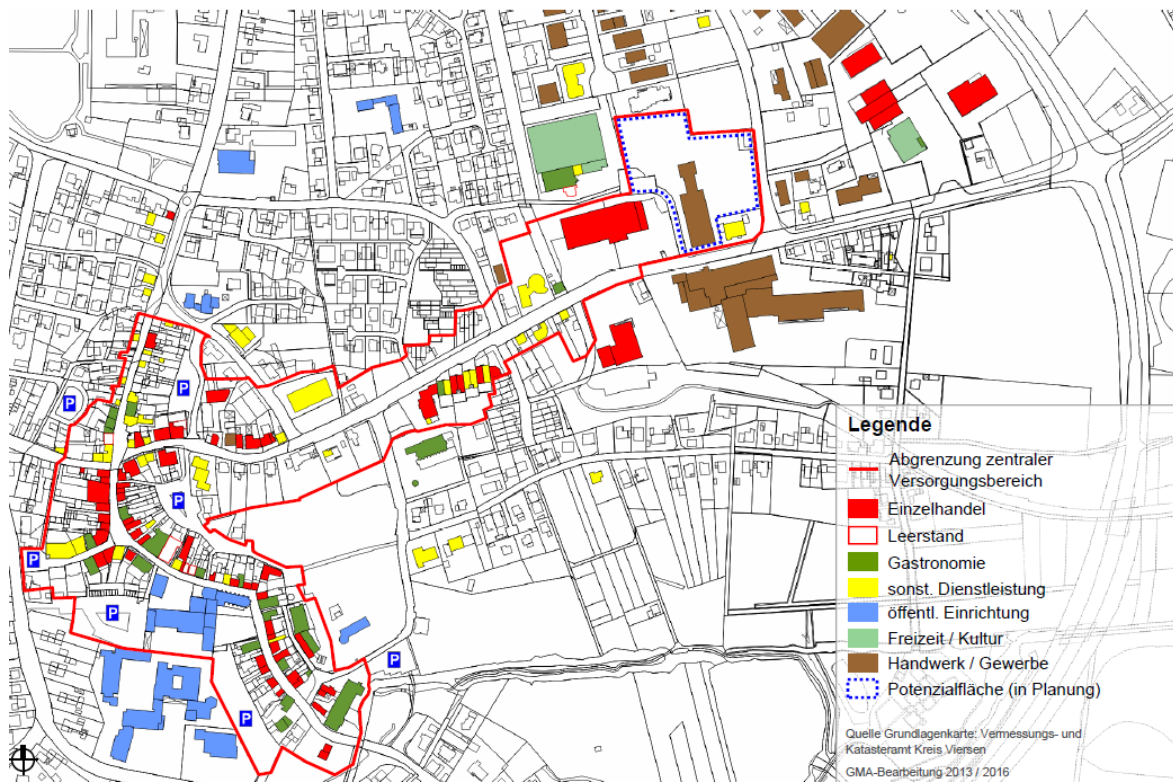 P
P
P
P
P
P
P
Legende
Abgrenzung zentraler
Versorgungsbereich
Einzelhandel
Leerstand
Gastronomie
sonst. Dienstleistung
öffentl. Einrichtung
Freizeit / Kultur
Handwerk / Gewerbe
Potenzialfläche (in Planung)
Quelle Grundlagenkarte: Vermessungs- und
Katasteramt Kreis Viersen
GMA-Bearbeitung 2013 / 2016